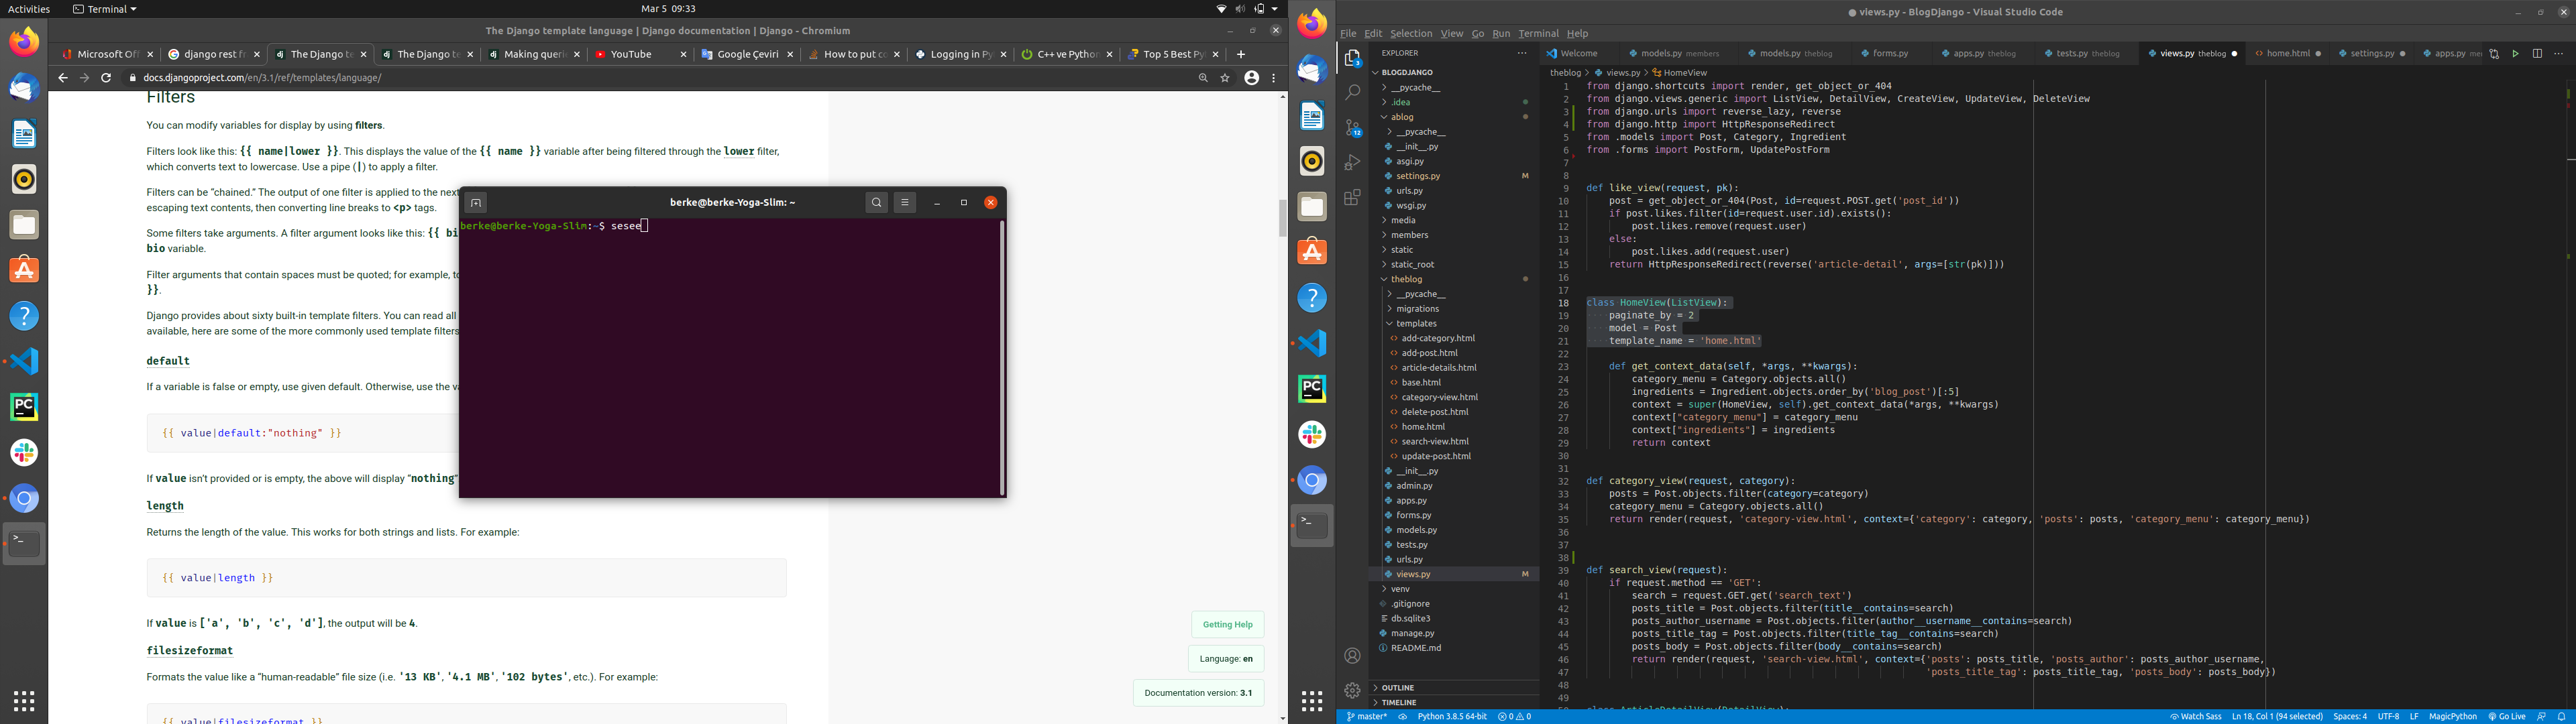 Activities
Terminal
Mar 5 09:33
The Django template language | Django documentation | Django - Chromium
Microsoft Off
django rest fr
The Django te
The Django te
Making querie
YouTube
Google Çeviri
How to put co
Logging in Py
C++ ve Python
Top 5 Best Py
docs.djangoproject.com/en/3.1/ref/templates/language/
Filters
You can modify variables for display by using filters.
Filters look like this: {{ name|lower }}. This displays the value of the {{ name }} variable after being filtered through the lower filter,
which converts text to lowercase. Use a pipe (|) to apply a filter.
Filters can be "chained." The output of one filter is applied to the next
escaping text contents, then converting line breaks to <p> tags.
Some filters take arguments. A filter argument looks like this: {{ bi
bio variable.
Filter arguments that contain spaces must be quoted; for example, to
}}.
Django provides about sixty built-in template filters. You can read all
available, here are some of the more commonly used template filters
default
If a variable is false or empty, use given default. Otherwise, use the va
{{ value|default:"nothing" }}
If value isn't provided or is empty, the above will display "nothing"
length
Returns the length of the value. This works for both strings and lists. For example:
{{ value|length }}
If value is ['a', 'b', 'c', 'd'], the output will be 4.
filesizeformat
Formats the value like a "human-readable" file size (i.e. '13 KB', '4.1 MB', '102 bytes', etc.). For example:
{{ value|filesizeformat }}
Getting Help
Language: en
Documentation version: 3.1
berke@berke-Yoga-Slim: ~
berke@berke-Yoga-Slim:~$ sesee
views.py - BlogDjango - Visual Studio Code
File Edit Selection View Go Run Terminal Help
EXPLORER
Welcome
models.py members
models.py theblog
forms.py
apps.py theblog
tests.py theblog
views.py theblog
home.html
settings.py
apps.py me
BLOGDJANGO
__pycache__
.idea
ablog
__pycache__
__init__.py
asgi.py
settings.py M
urls.py
wsgi.py
media
members
static
static_root
theblog
__pycache__
migrations
templates
add-category.html
add-post.html
article-details.html
base.html
category-view.html
delete-post.html
home.html
search-view.html
update-post.html
__init__.py
admin.py
apps.py
forms.py
models.py
tests.py
urls.py
views.py M
venv
.gitignore
db.sqlite3
manage.py
README.md
OUTLINE
TIMELINE
theblog > views.py > HomeView
1 from django.shortcuts import render, get_object_or_404
2 from django.views.generic import ListView, DetailView, CreateView, UpdateView, DeleteView
3 from django.urls import reverse_lazy, reverse
4 from django.http import HttpResponseRedirect
5 from .models import Post, Category, Ingredient
6 from .forms import PostForm, UpdatePostForm
7
8
9 def like_view(request, pk):
10 post = get_object_or_404(Post, id=request.POST.get('post_id'))
11 if post.likes.filter(id=request.user.id).exists():
12 post.likes.remove(request.user)
13 else:
14 post.likes.add(request.user)
15 return HttpResponseRedirect(reverse('article-detail', args=[str(pk)]))
16
17
18 class HomeView(ListView):
19 paginate_by = 2
20 model = Post
21 template_name = 'home.html'
22
23 def get_context_data(self, *args, **kwargs):
24 category_menu = Category.objects.all()
25 ingredients = Ingredient.objects.order_by('blog_post')[:5]
26 context = super(HomeView, self).get_context_data(*args, **kwargs)
27 context["category_menu"] = category_menu
28 context["ingredients"] = ingredients
29 return context
30
31
32 def category_view(request, category):
33 posts = Post.objects.filter(category=category)
34 category_menu = Category.objects.all()
35 return render(request, 'category-view.html', context={'category': category, 'posts': posts, 'category_menu': category_menu})
36
37
38
39 def search_view(request):
40 if request.method == 'GET':
41 search = request.GET.get('search_text')
42 posts_title = Post.objects.filter(title__contains=search)
43 posts_author_username = Post.objects.filter(author__username__contains=search)
44 posts_title_tag = Post.objects.filter(title_tag__contains=search)
45 posts_body = Post.objects.filter(body__contains=search)
46 return render(request, 'search-view.html', context={'posts': posts_title, 'posts_author': posts_author_username,
47 'posts_title_tag': posts_title_tag, 'posts_body': posts_body})
48
49
class ArticleDetailView(DetailView):
master*
Python 3.8.5 64-bit
0 0
Watch Sass
Ln 18, Col 1 (94 selected)
Spaces: 4
UTF-8
LF
MagicPython
Go Live